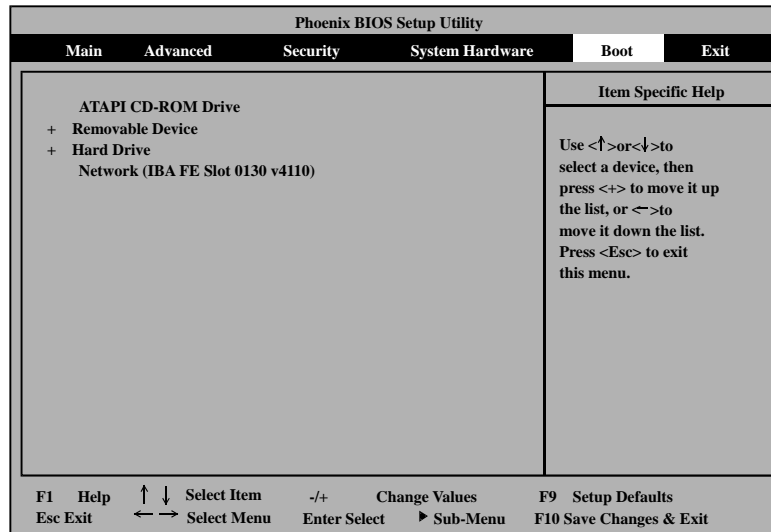 Phoenix BIOS Setup Utility
Main Advanced Security System Hardware Boot Exit
ATAPI CD-ROM Drive
+ Removable Device
+ Hard Drive
Network (IBA FE Slot 0130 v4110)
Item Specific Help
Use <↑>or<↓>to
select a device, then
press <+> to move it up
the list, or <←>to
move it down the list.
Press <Esc> to exit
this menu.
F1 Help ↑ ↓ Select Item -/+ Change Values F9 Setup Defaults
Esc Exit ← → Select Menu Enter Select ▶ Sub-Menu F10 Save Changes & Exit